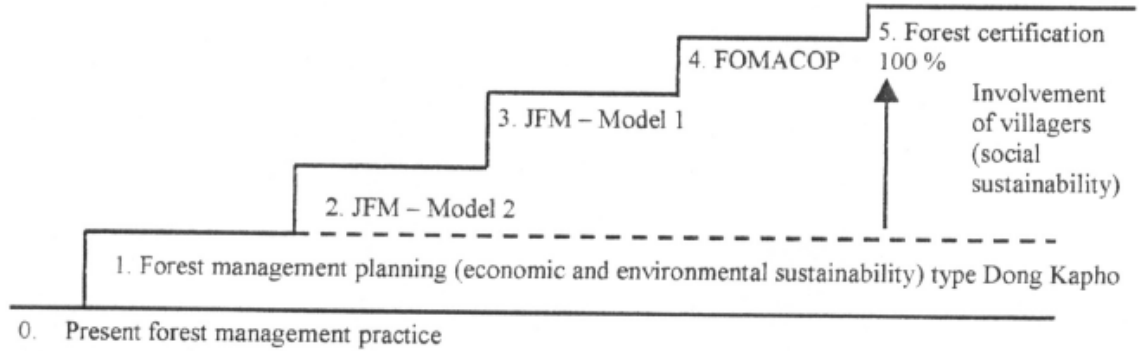 5. Forest certification
100 %
4. FOMACOP
Involvement
of villagers
(social
sustainability)
3. JFM – Model 1
2. JFM – Model 2
1. Forest management planning (economic and environmental sustainability) type Dong Kapho
0. Present forest management practice